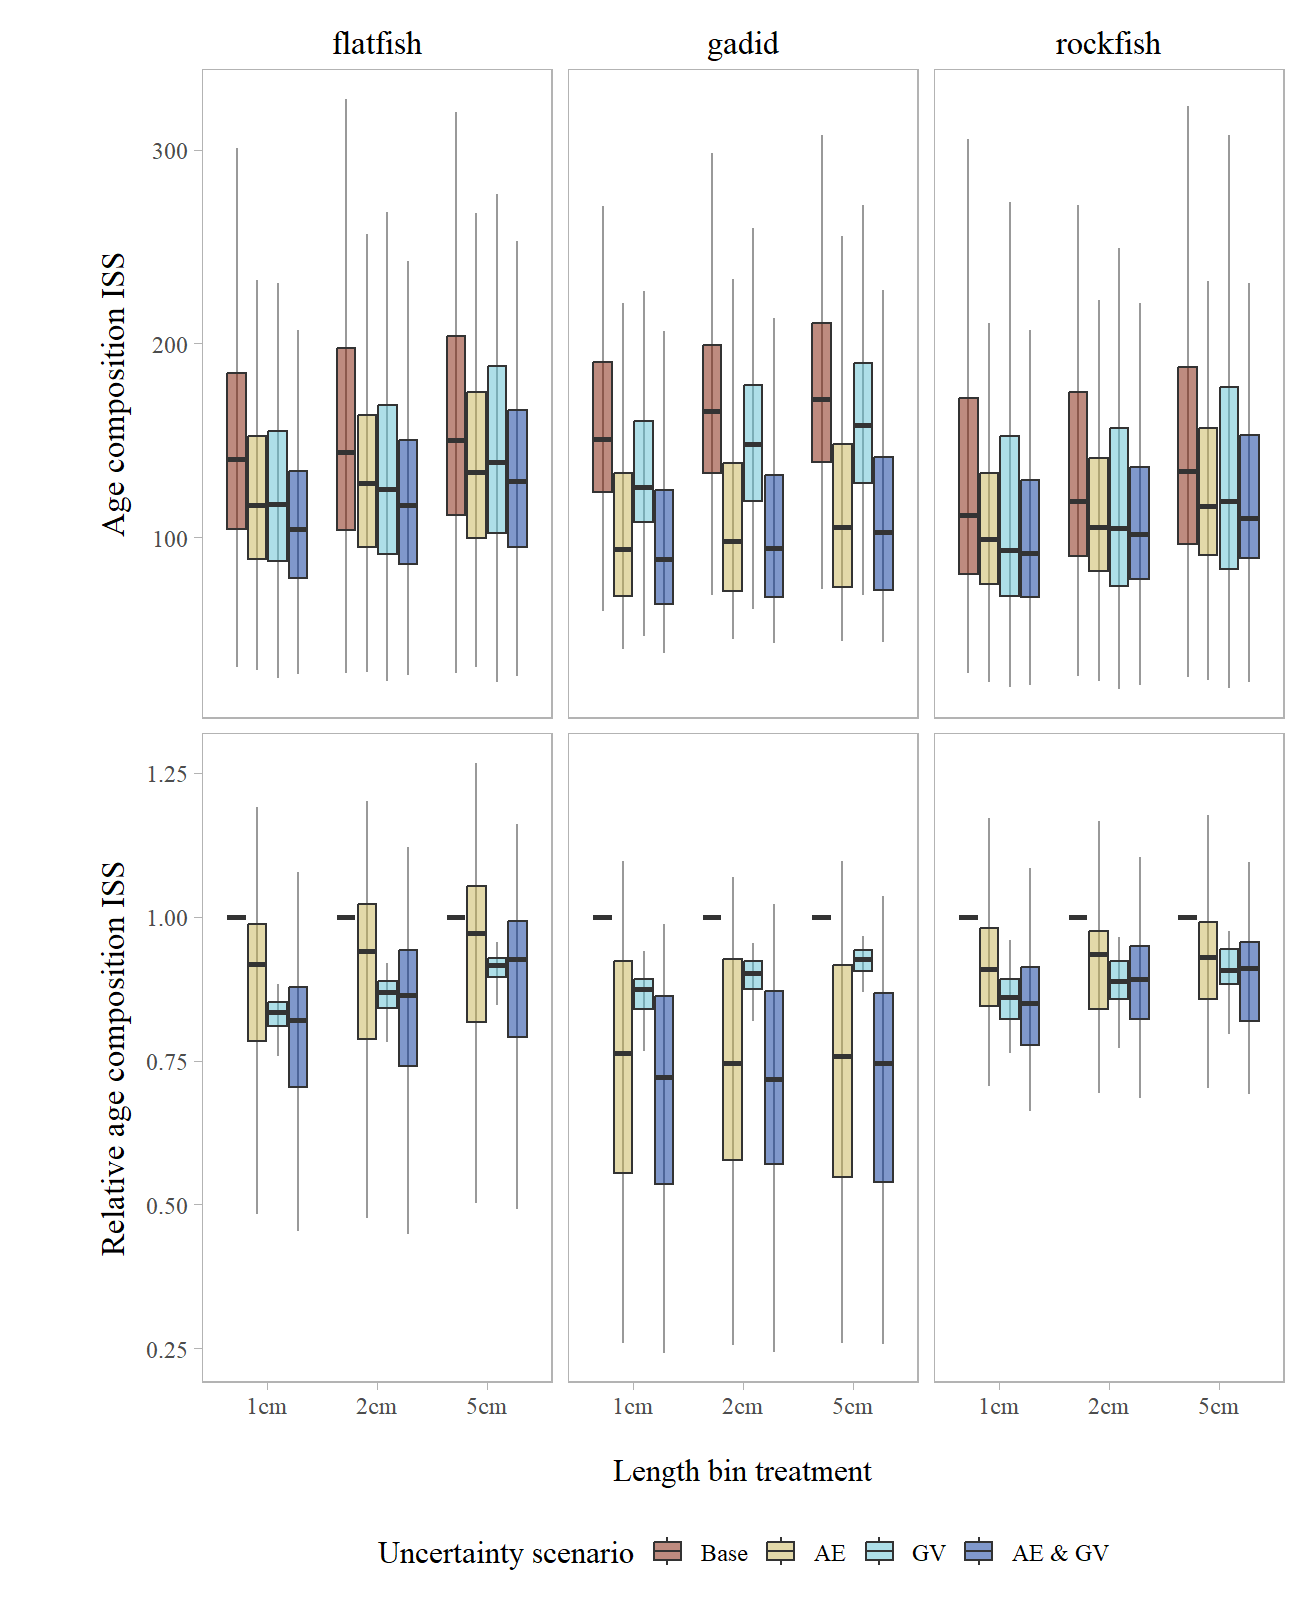 flatfish gadid rockfish
Age composition ISS
300
200
100
Relative age composition ISS
1.25
1.00
0.75
0.50
0.25
1cm 2cm 5cm 1cm 2cm 5cm 1cm 2cm 5cm
Length bin treatment
Uncertainty scenario Base AE GV AE & GV